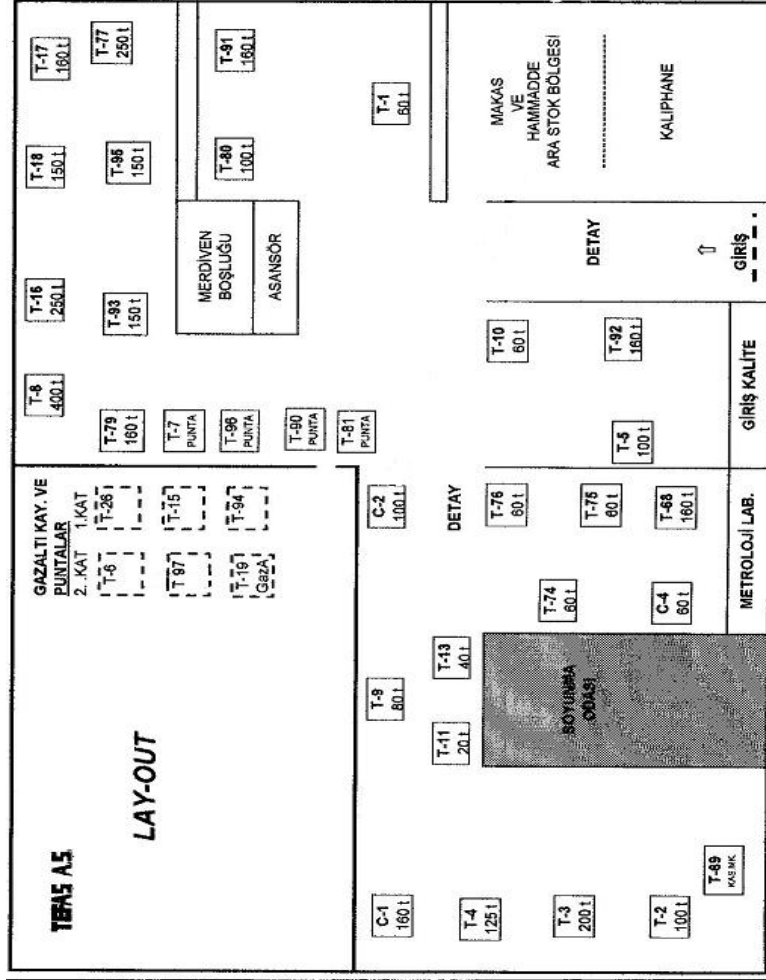 TEFAŞ A.Ş.
LAY-OUT
GAZALTI KAY. VE
PUNTALAR
2. .KAT 1.KAT
T-6
T-26
T 97
T-15
T-19
GazA
T-94
T-8
400 t
T-16
250 t
T-18
150 t
T-17
160 t
T-79
160 t
T-93
150 t
T-95
150 t
T-77
250 t
T-7
PUNTA
T-96
PUNTA
T-90
PUNTA
T-81
PUNTA
MERDİVEN
BOŞLUĞU
ASANSÖR
T-80
100 t
T-91
160 t
T-1
60 t
C-1
160 t
T-9
80 t
C-2
100 t
T-4
125 t
T-11
20 t
T-13
40 t
DETAY
T-3
200 t
T-2
100 t
T-89
KAS.MK.
SOYUNMA
ODASI
T-74
60 t
C-4
60 t
T-76
60 t
T-75
60 t
T-68
160 t
METROLOJİ LAB.
T-10
60 t
T-5
100 t
T-92
160 t
GİRİŞ KALİTE
DETAY
⇧
GİRİŞ
MAKAS
VE
HAMMADDE
ARA STOK BÖLGESİ
KALIPHANE